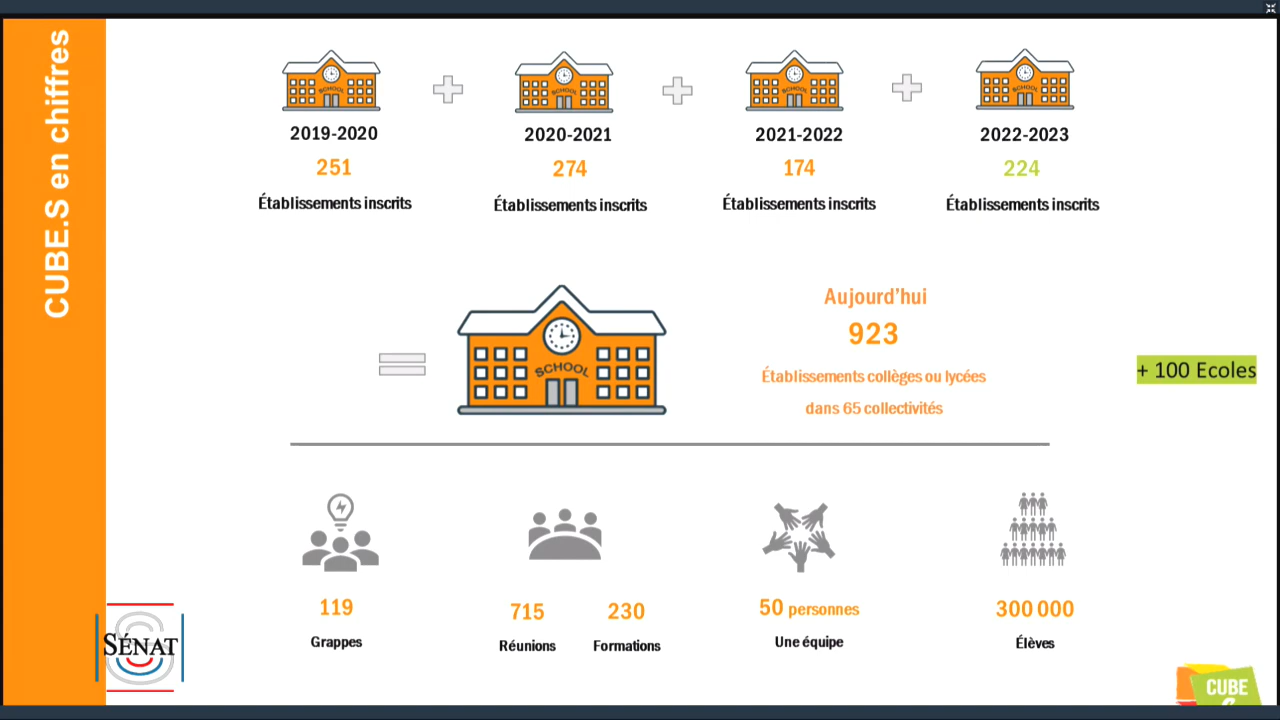 CUBE.S en chiffres
SCHOOL
SCHOOL
SCHOOL
SCHOOL
2019-2020
2020-2021
2021-2022
2022-2023
251
274
174
224
Établissements inscrits
Établissements inscrits
Établissements inscrits
Établissements inscrits
SCHOOL
Aujourd'hui
923
Établissements collèges ou lycées
dans 65 collectivités
+ 100 Ecoles
119
Grappes
715
Réunions
230
Formations
50 personnes
Une équipe
300 000
Élèves
SÉNAT
CUBE